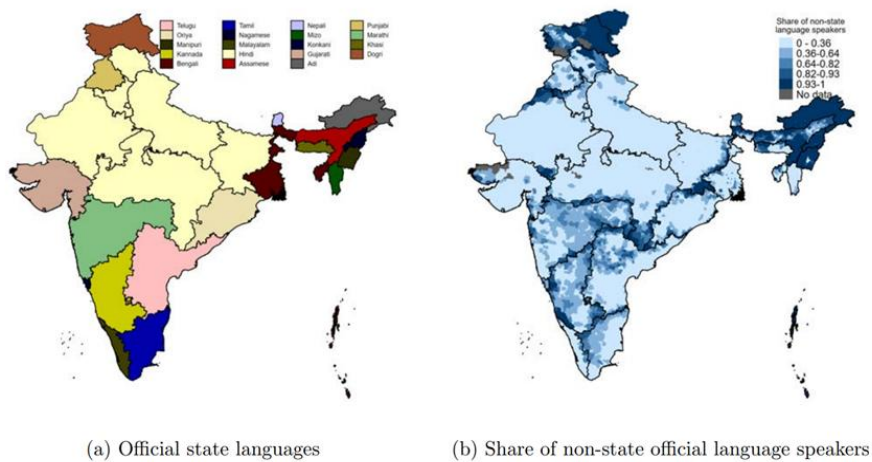 Telugu
Oriya
Manipuri
Kannada
Bengali
Tamil
Nagamese
Malayalam
Hindi
Assamese
Nepali
Mizo
Konkani
Gujarati
Adi
Punjabi
Marathi
Khasi
Dogri
Share of non-state
language speakers
0 - 0.36
0.36-0.64
0.64-0.82
0.82-0.93
0.93-1
No data
(a) Official state languages
(b) Share of non-state official language speakers